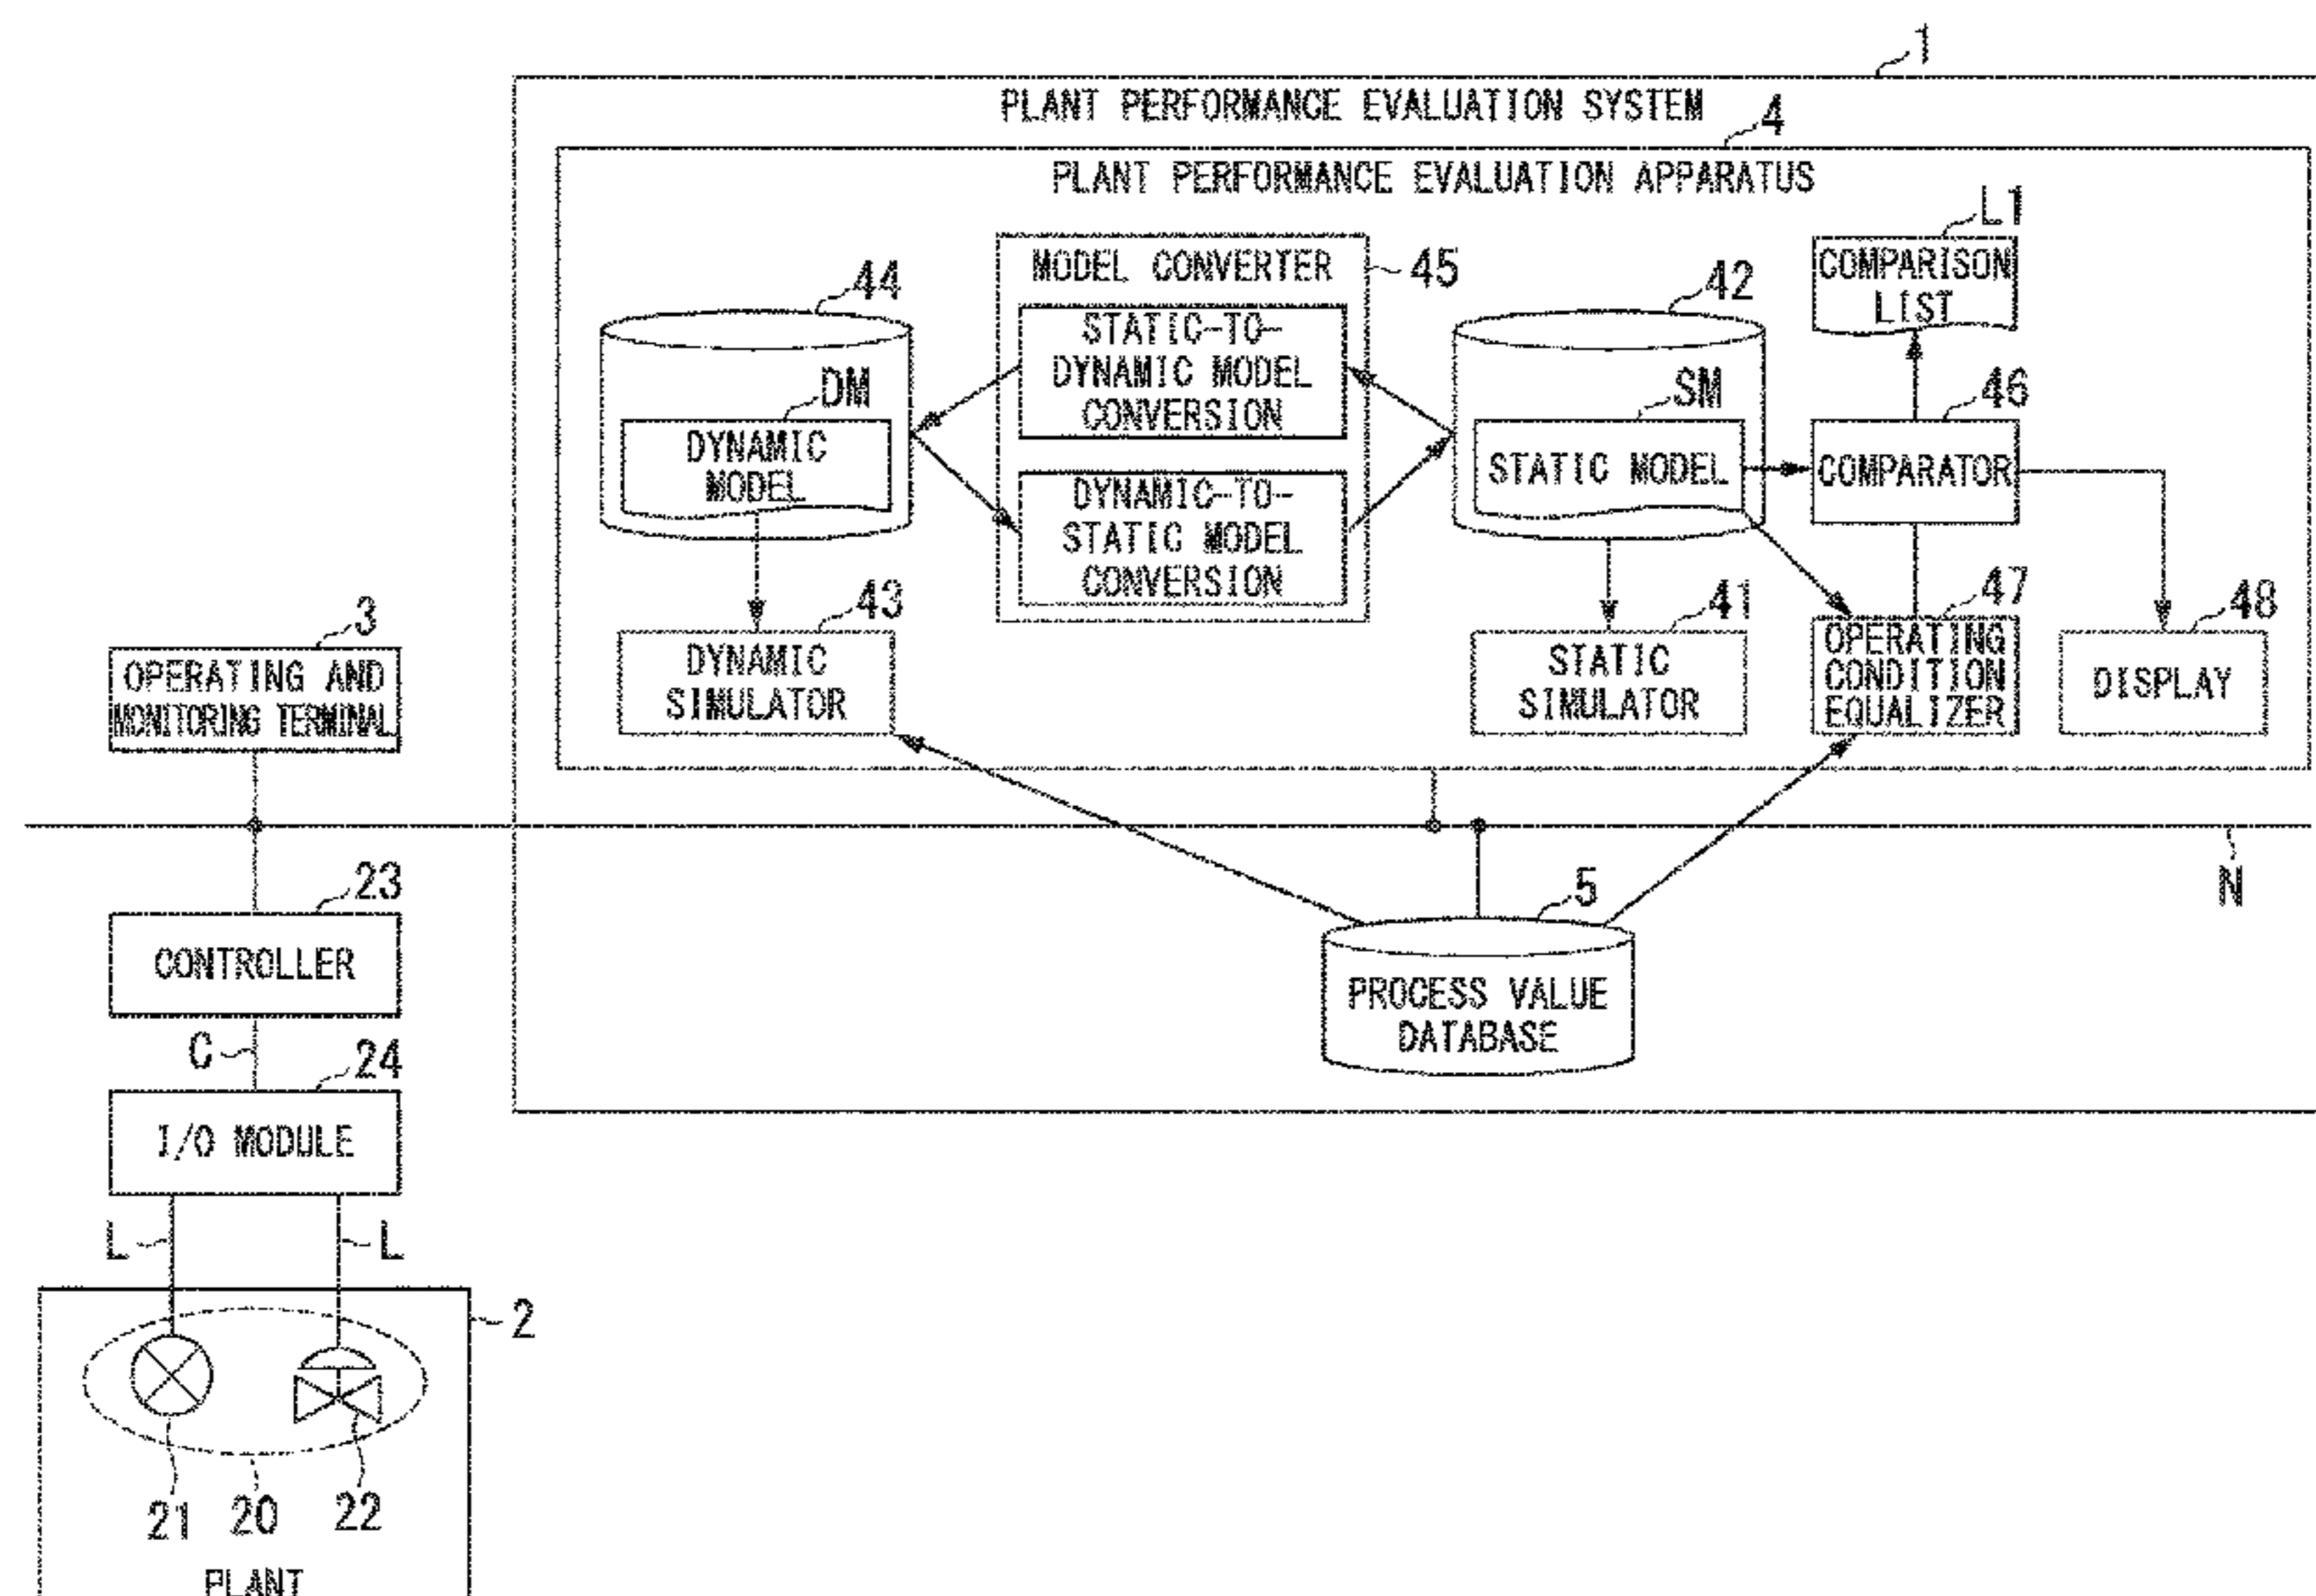 1
PLANT PERFORMANCE EVALUATION SYSTEM
4
PLANT PERFORMANCE EVALUATION APPARATUS
L1
COMPARISON
LIST
44
MODEL CONVERTER
45
42
STATIC-TO-
DYNAMIC MODEL
CONVERSION
DM
DYNAMIC
MODEL
SM
STATIC MODEL
46
COMPARATOR
DYNAMIC-TO-
STATIC MODEL
CONVERSION
43
DYNAMIC
SIMULATOR
41
STATIC
SIMULATOR
47
OPERATING
CONDITION
EQUALIZER
48
DISPLAY
3
OPERATING AND
MONITORING TERMINAL
N
23
CONTROLLER
5
PROCESS VALUE
DATABASE
C
24
I/O MODULE
L
L
2
21
20
22
PLANT